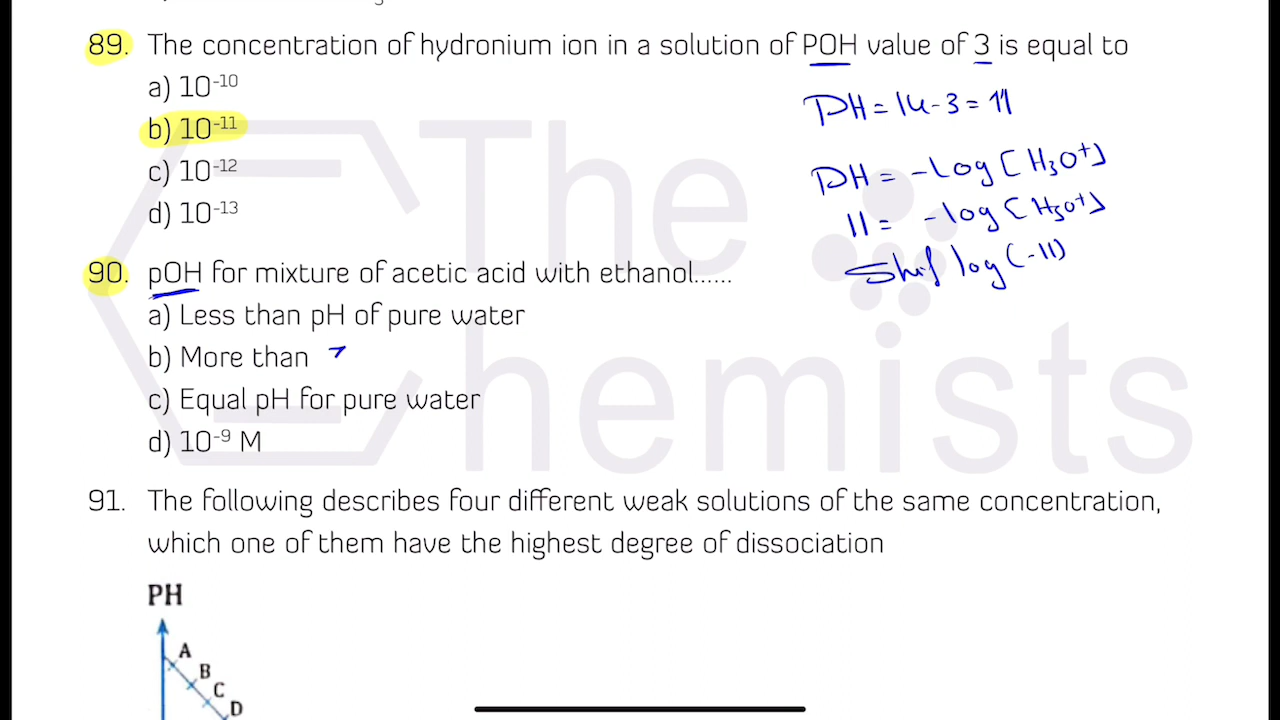 89. The concentration of hydronium ion in a solution of POH value of 3 is equal to
a) 10⁻¹⁰
b) 10⁻¹¹
c) 10⁻¹²
d) 10⁻¹³
PH = 14 - 3 = 11
PH = -log [H₃O⁺]
11 = -log [H₃O⁺]
Shif log (-11)
90. pOH for mixture of acetic acid with ethanol......
a) Less than pH of pure water
b) More than 7
c) Equal pH for pure water
d) 10⁻⁹ M
91. The following describes four different weak solutions of the same concentration,
which one of them have the highest degree of dissociation
PH
A
B
C
D
The
Chemists